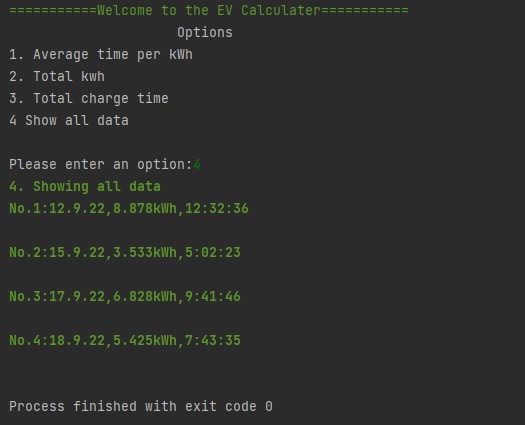 ===========Welcome to the EV Calculater===========
Options
1. Average time per kWh
2. Total kwh
3. Total charge time
4 Show all data
Please enter an option:4
4. Showing all data
No.1:12.9.22,8.878kWh,12:32:36
No.2:15.9.22,3.533kWh,5:02:23
No.3:17.9.22,6.828kWh,9:41:46
No.4:18.9.22,5.425kWh,7:43:35
Process finished with exit code 0